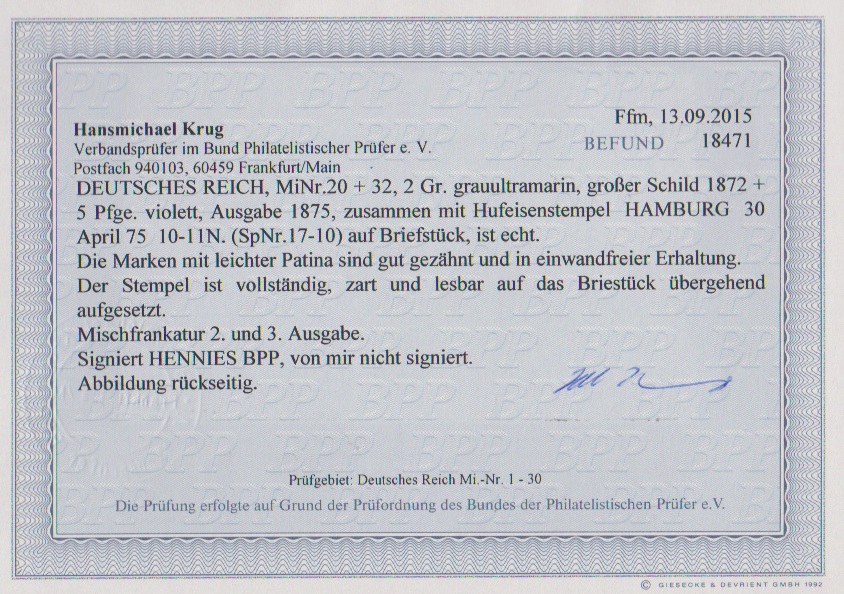 Ffm, 13.09.2015
Hansmichael Krug
Verbandsprüfer im Bund Philatelistischer Prüfer e. V.
BEFUND 18471
Postfach 940103, 60459 Frankfurt/Main
DEUTSCHES REICH, MiNr.20 + 32, 2 Gr. grauultramarin, großer Schild 1872 +
5 Pfge. violett, Ausgabe 1875, zusammen mit Hufeisenstempel HAMBURG 30
April 75 10-11N. (SpNr.17-10) auf Briefstück, ist echt.
Die Marken mit leichter Patina sind gut gezähnt und in einwandfreier Erhaltung.
Der Stempel ist vollständig, zart und lesbar auf das Briestück übergehend
aufgesetzt.
Mischfrankatur 2. und 3. Ausgabe.
Signiert HENNIES BPP, von mir nicht signiert.
Abbildung rückseitig.
Prüfgebiet: Deutsches Reich Mi.-Nr. 1 - 30
Die Prüfung erfolgte auf Grund der Prüfordnung des Bundes der Philatelistischen Prüfer e.V.
© GIESECKE & DEVRIENT GMBH 1992